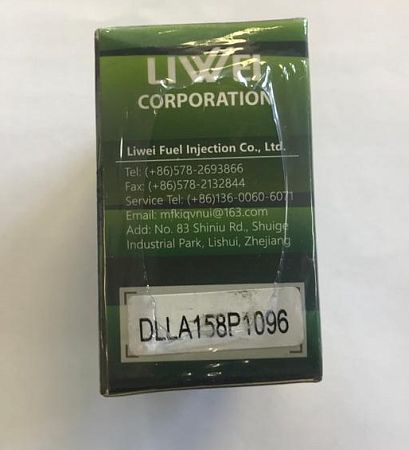 LIWEI
CORPORATION
Liwei Fuel Injection Co., Ltd.
Tel: (+86)578-2693866
Fax: (+86)578-2132844
Service Tel: (+86)136-0060-6071
Email: mfkiqvnui@163.com
Add: No. 83 Shiniu Rd., Shuige
Industrial Park, Lishui, Zhejiang
DLLA158P1096